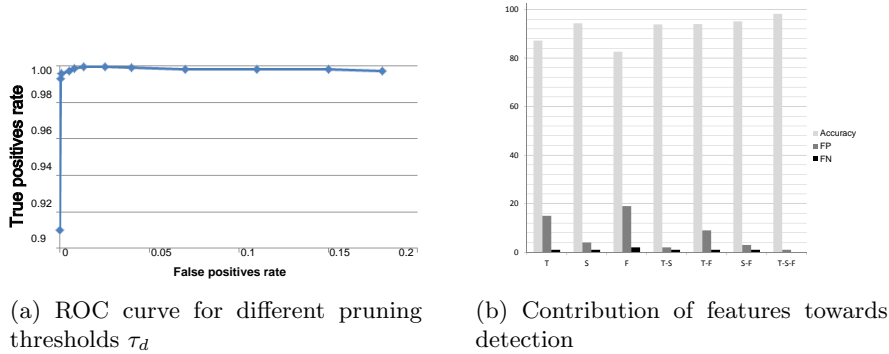 True positives rate
1.00
0.98
0.96
0.94
0.92
0.9
0 0.05 0.1 0.15 0.2
False positives rate
(a) ROC curve for different pruning
thresholds τd
100
80
60
40
20
0
T S F T-S T-F S-F T-S-F
Accuracy
FP
FN
(b) Contribution of features towards
detection